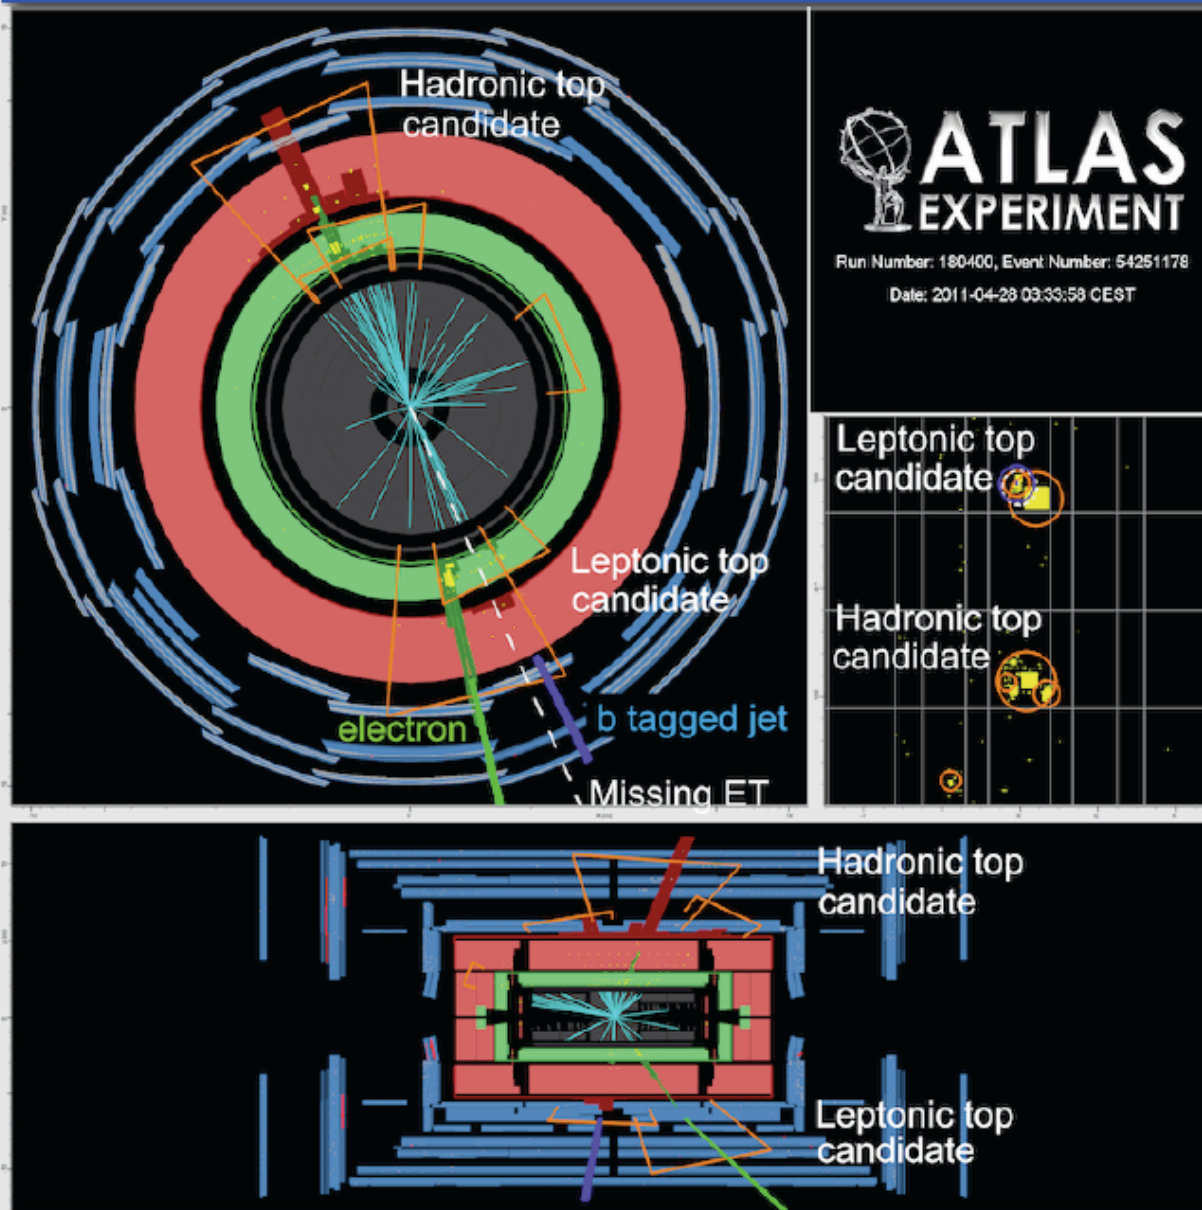 Hadronic top
candidate
Leptonic top
candidate
electron
b tagged jet
Missing ET
ATLAS
EXPERIMENT
Run Number: 180400, Event Number: 54251178
Date: 2011-04-28 03:33:58 CEST
Leptonic top
candidate
Hadronic top
candidate
Hadronic top
candidate
Leptonic top
candidate